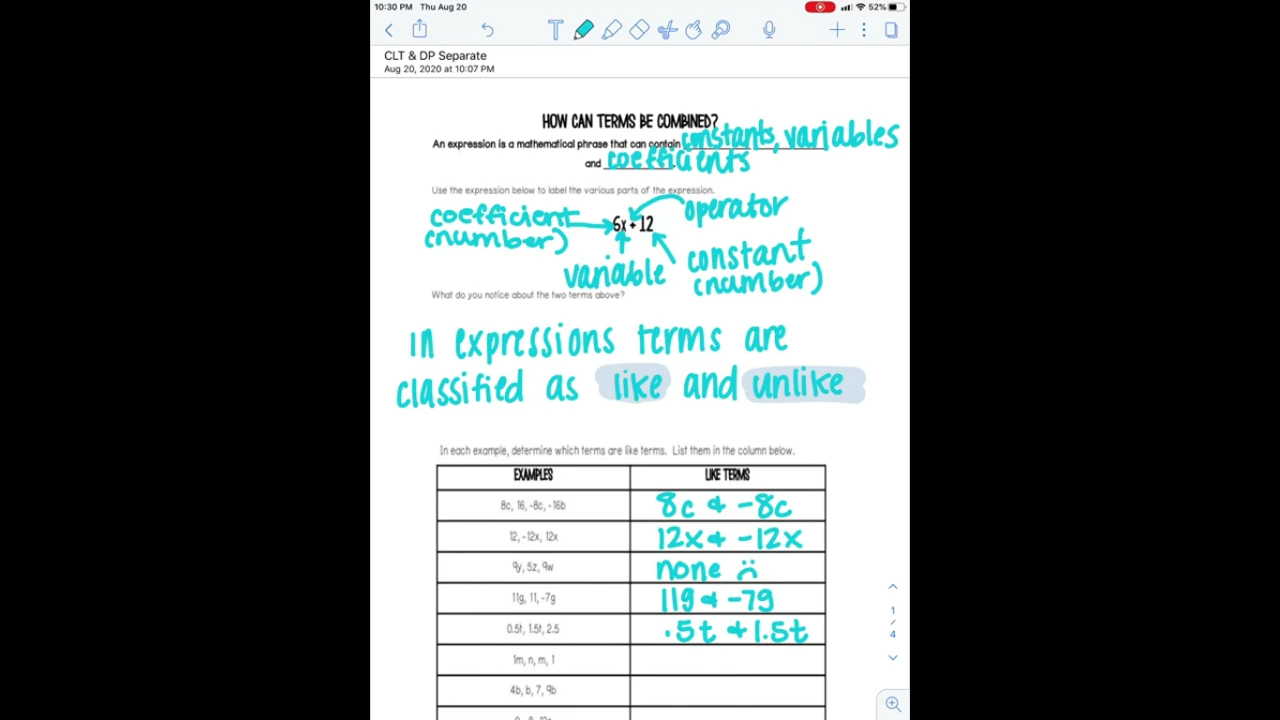 10:30 PM Thu Aug 20 52%
CLT & DP Separate
Aug 20, 2020 at 10:07 PM
HOW CAN TERMS BE COMBINED?
An expression is a mathematical phrase that can contain constants, variables
and coefficients
Use the expression below to label the various parts of the expression.
coefficient
(number)
6x + 12
operator
variable
constant
(number)
What do you notice about the two terms above?
in expressions terms are
classified as like and unlike
In each example, determine which terms are like terms. List them in the column below.
EXAMPLES LIKE TERMS
8c, 16, -8c, -16b 8c & -8c
12, -12x, 12x 12x & -12x
9y, 5z, 9w none
11g, 11, -7g 11g & -7g
0.5t, 1.5t, 2.5 .5t & 1.5t
1m, n, m, 1
4b, b, 7, 9b
1
/
4